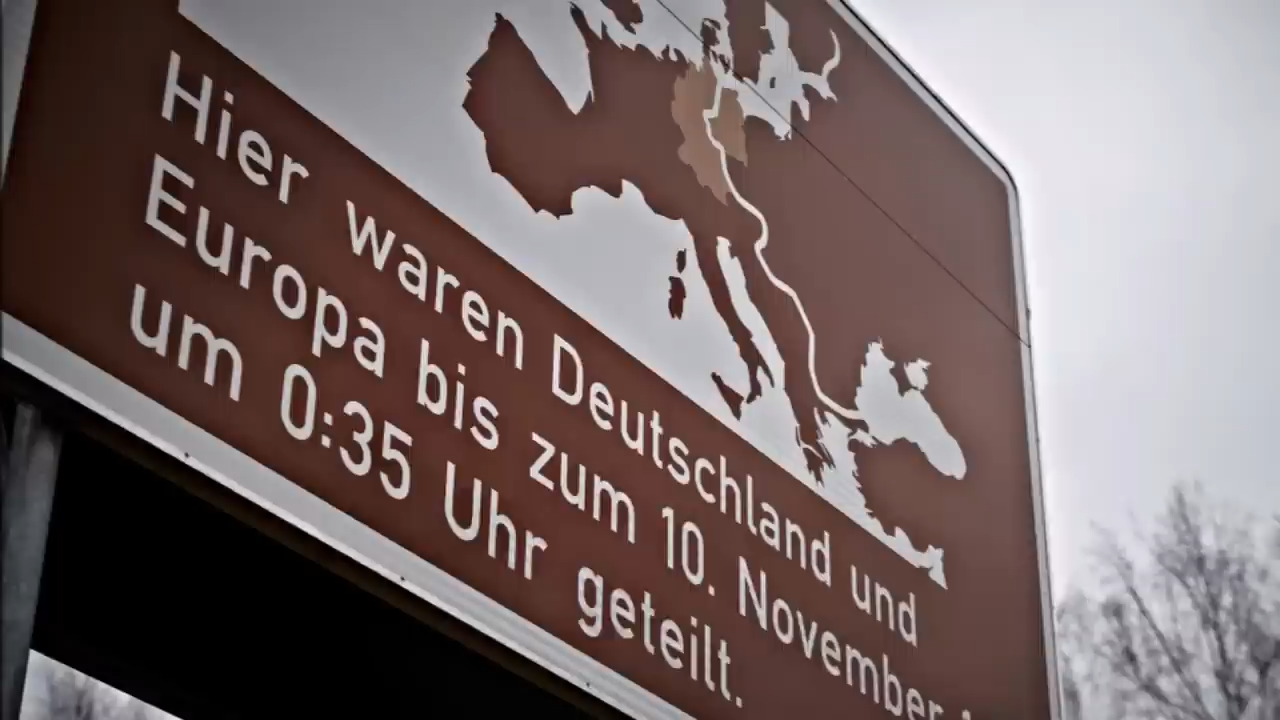 Hier waren Deutschland und
Europa bis zum 10. November
um 0:35 Uhr geteilt.